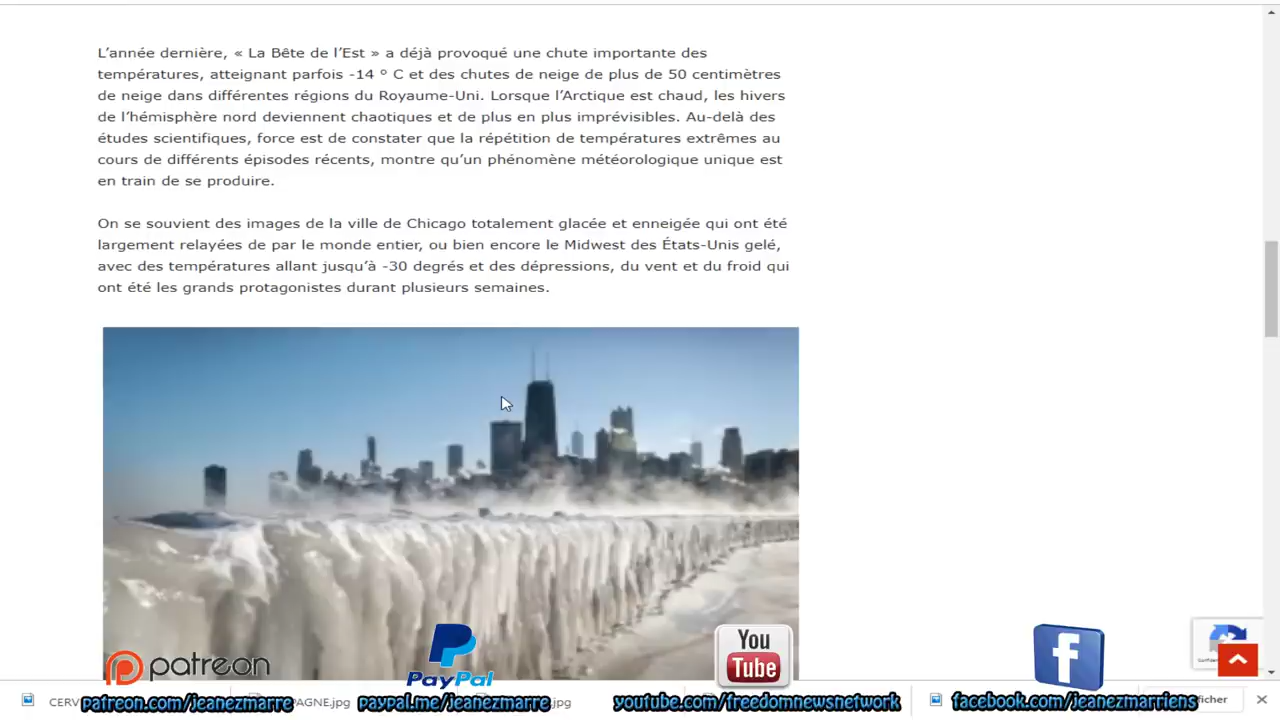 L’année dernière, « La Bête de l’Est » a déjà provoqué une chute importante des
températures, atteignant parfois -14 º C et des chutes de neige de plus de 50 centimètres
de neige dans différentes régions du Royaume-Uni. Lorsque l’Arctique est chaud, les hivers
de l’hémisphère nord deviennent chaotiques et de plus en plus imprévisibles. Au-delà des
études scientifiques, force est de constater que la répétition de températures extrêmes au
cours de différents épisodes récents, montre qu’un phénomène météorologique unique est
en train de se produire.
On se souvient des images de la ville de Chicago totalement glacée et enneigée qui ont été
largement relayées de par le monde entier, ou bien encore le Midwest des États-Unis gelé,
avec des températures allant jusqu’à -30 degrés et des dépressions, du vent et du froid qui
ont été les grands protagonistes durant plusieurs semaines.
patreon
PayPal
You
Tube
f
CERV
PAGNE.jpg
.jpg
ficher
patreon.com/jeanezmarre
paypal.me/jeanezmarre
youtube.com/freedomnewsnetwork
facebook.com/jeanezmarriens